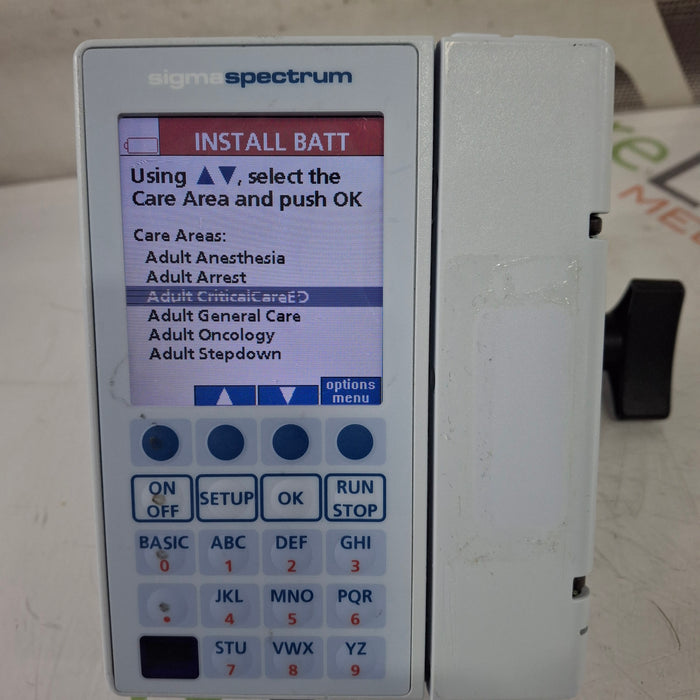 sigmaspectrum
INSTALL BATT
Using ▲▼, select the
Care Area and push OK
Care Areas:
Adult Anesthesia
Adult Arrest
Adult CriticalCareED
Adult General Care
Adult Oncology
Adult Stepdown
options
menu
ON
OFF
SETUP
OK
RUN
STOP
BASIC
0
ABC
1
DEF
2
GHI
3
.
JKL
4
MNO
5
PQR
6
STU
7
VWX
8
YZ
9